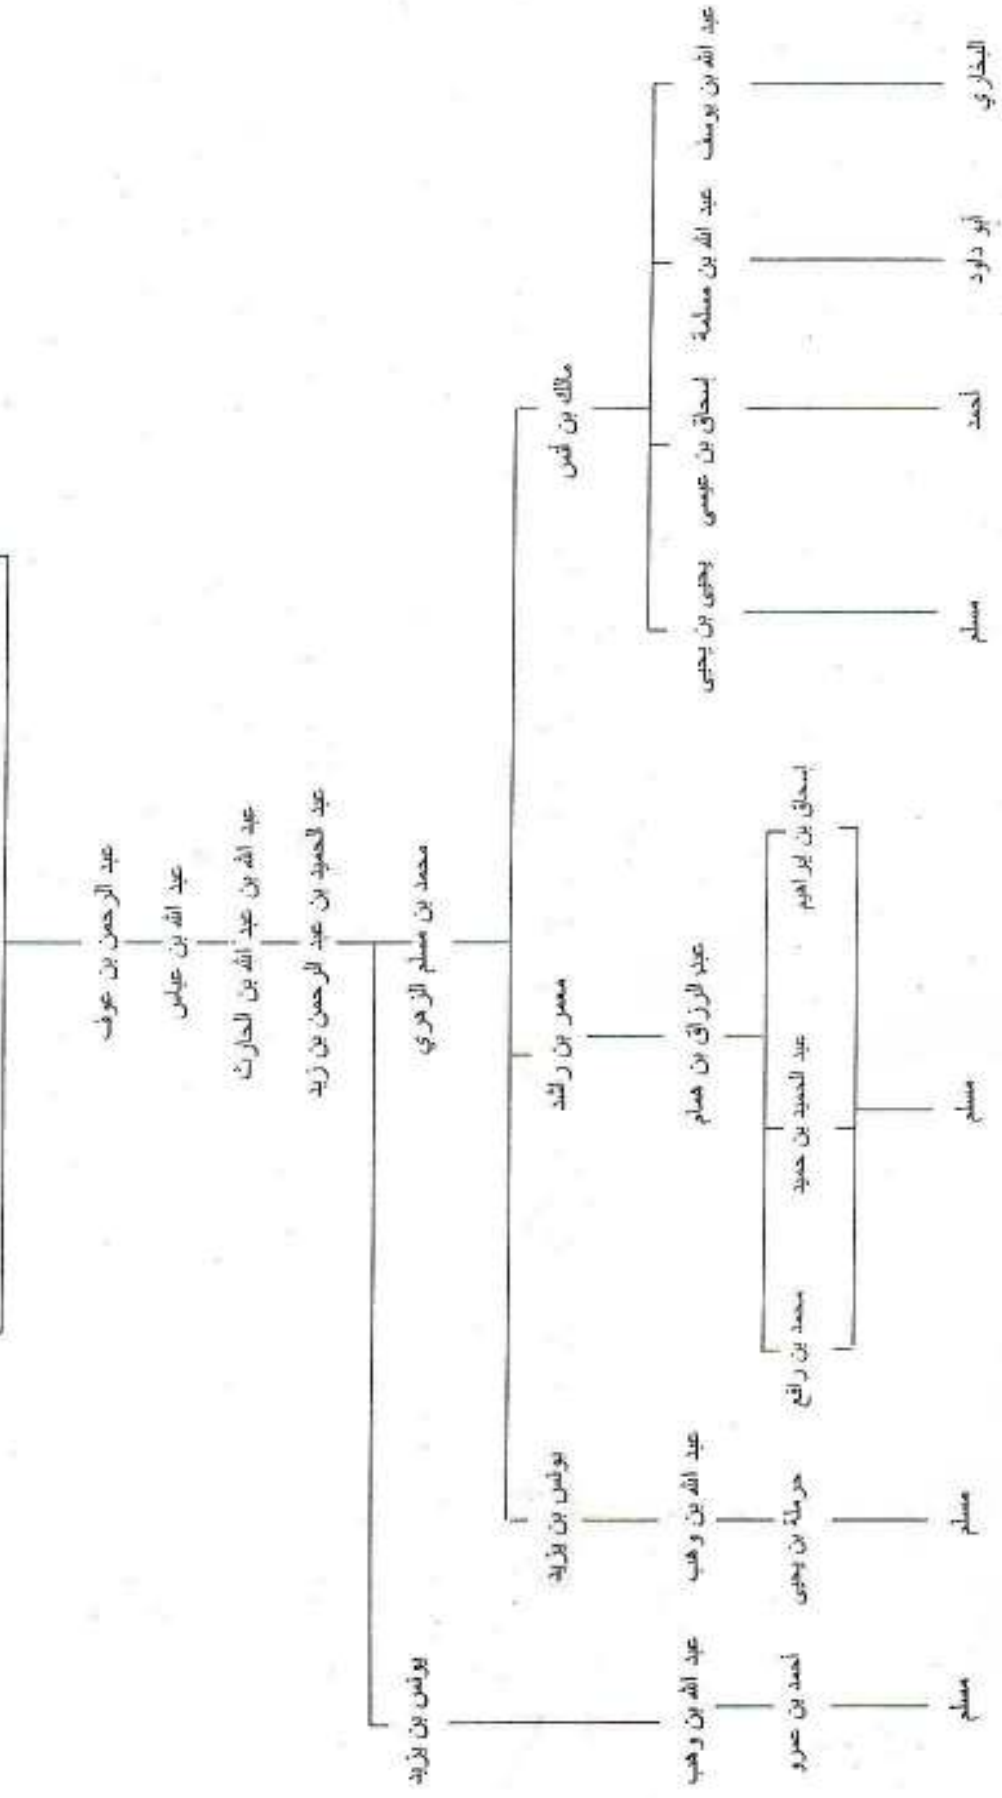 عبد الرحمن بن عوف
عبد الله بن عباس
عبد الله بن عبد الله بن الحارث
عبد الحميد بن عبد الرحمن بن زيد
محمد بن مسلم الزهري
يونس بن يزيد
مالك بن أنس
معمر بن راشد
يونس بن يزيد
عبد الله بن يوسف
عبد الله بن مسلمة
إسحاق بن عيسى
يحيى بن يحيى
عبد الرزاق بن همام
عبد الله بن وهب
عبد الله بن وهب
إسحاق بن إبراهيم
عبد الحميد بن حميد
محمد بن رافع
حرملة بن يحيى
أحمد بن عمرو
البخاري
أبو داود
أحمد
مسلم
مسلم
مسلم
مسلم